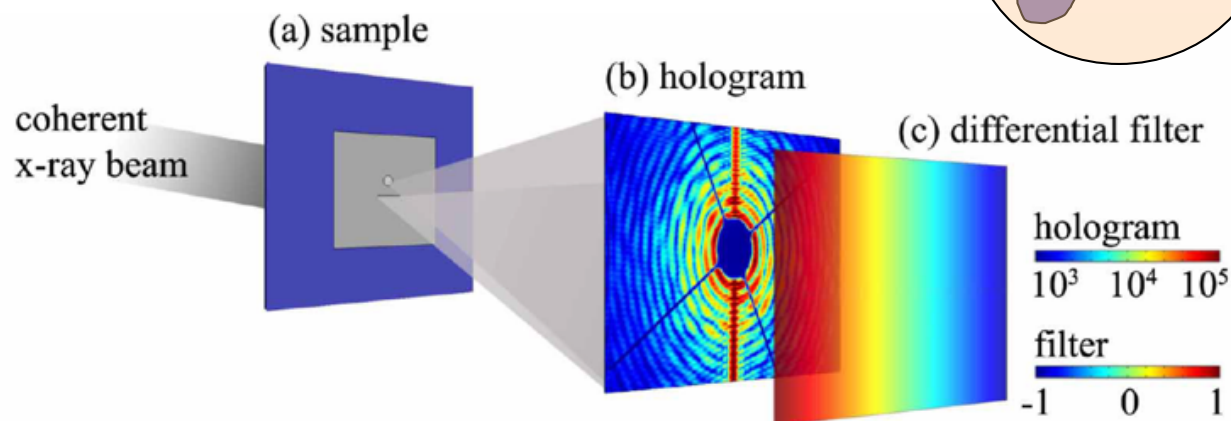 (a) sample
coherent
x-ray beam
(b) hologram
(c) differential filter
hologram
10³ 10⁴ 10⁵
filter
-1 0 1